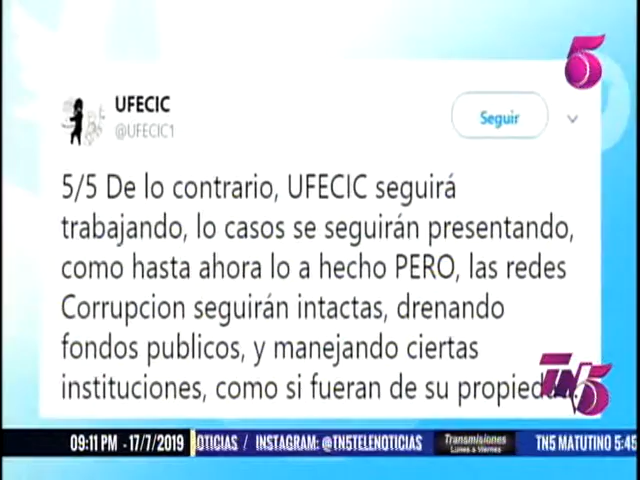 5
UFECIC
@UFECIC1
Seguir
5/5 De lo contrario, UFECIC seguirá
trabajando, lo casos se seguirán presentando,
como hasta ahora lo a hecho PERO, las redes
Corrupcion seguirán intactas, drenando
fondos publicos, y manejando ciertas
instituciones, como si fueran de su
TN5
09:11 PM - 17/7/2019 OTICIAS / INSTAGRAM: @TN5TELENOTICIAS Transmisiones TN5 MATUTINO 5:45
Lunes a Viernes